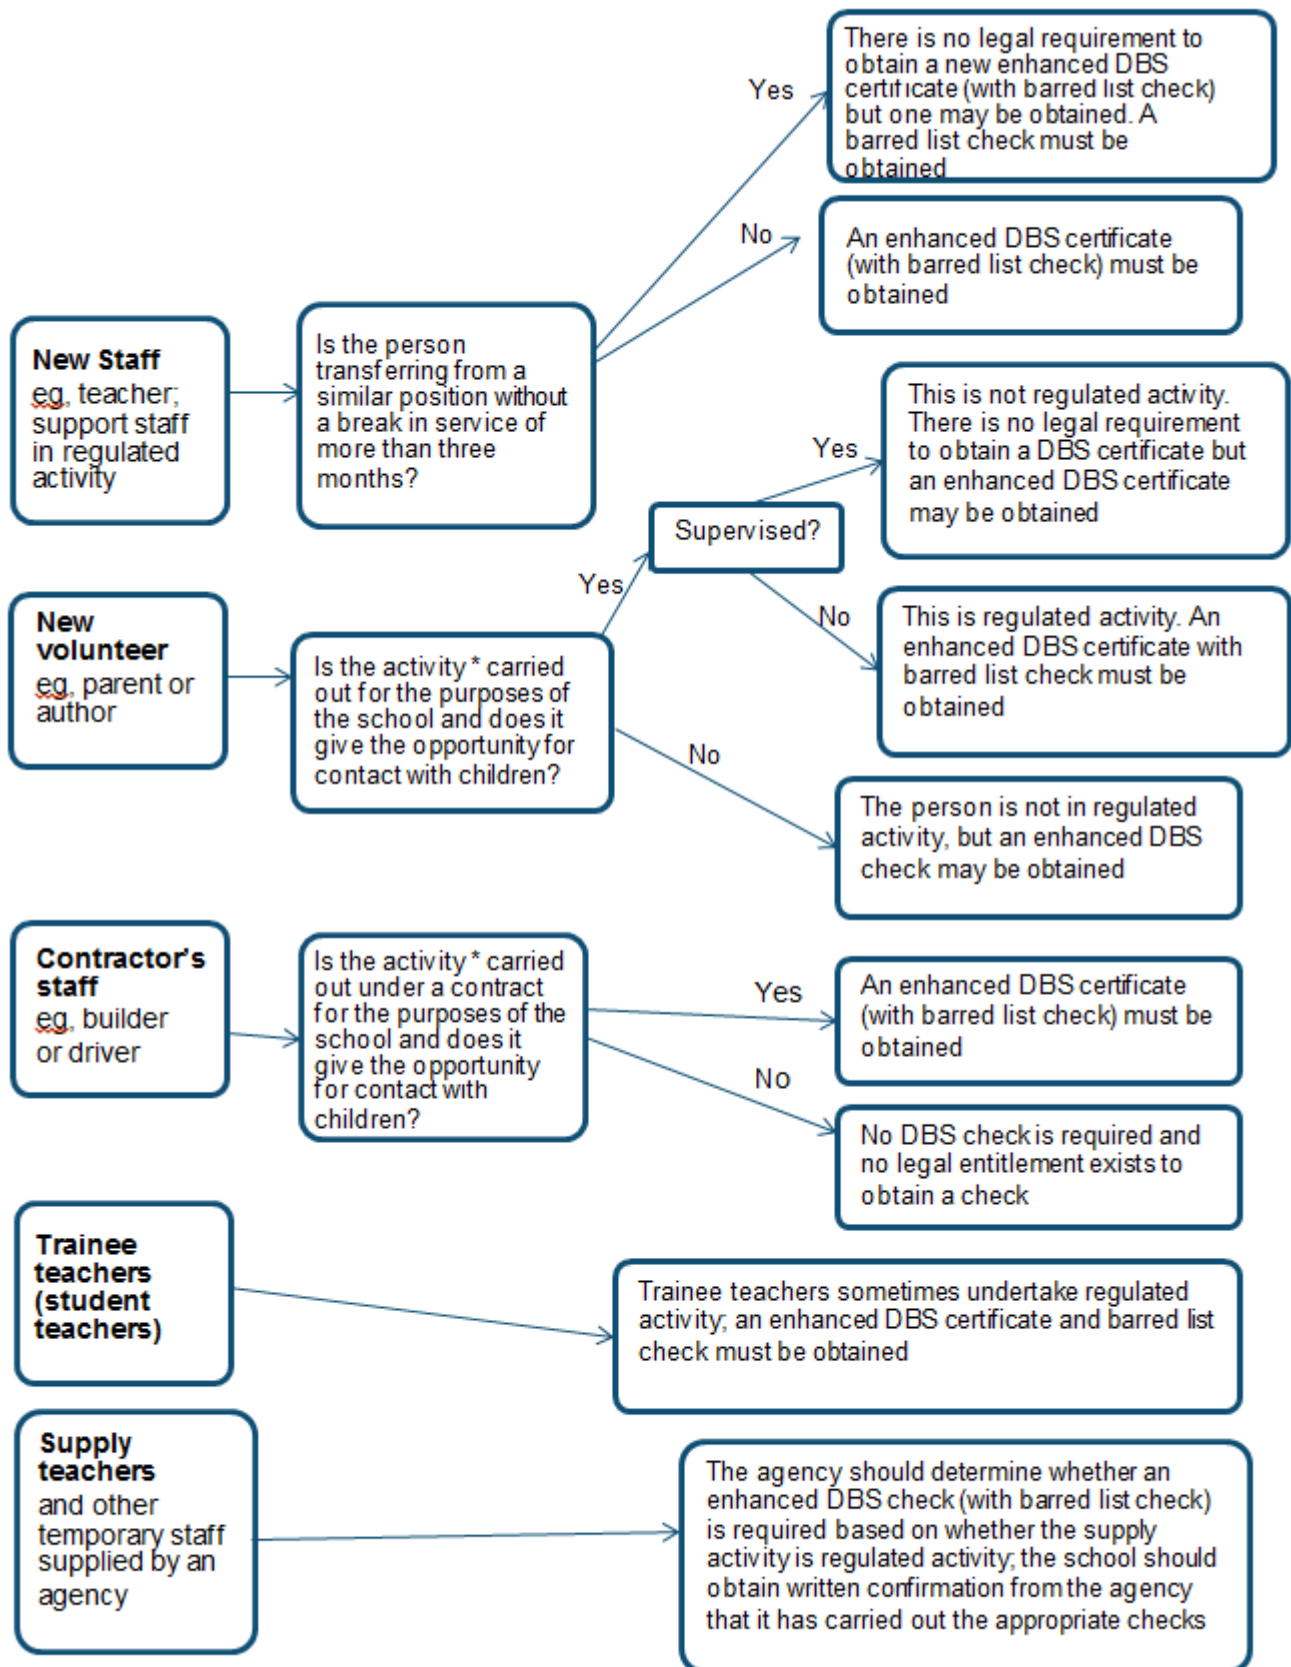 There is no legal requirement to
obtain a new enhanced DBS
certificate (with barred list check)
but one may be obtained. A
barred list check must be
obtained
Yes
No
An enhanced DBS certificate
(with barred list check) must be
obtained
New Staff
eg, teacher;
support staff
in regulated
activity
Is the person
transferring from a
similar position without
a break in service of
more than three
months?
This is not regulated activity.
There is no legal requirement
to obtain a DBS certificate but
an enhanced DBS certificate
may be obtained
Yes
Supervised?
Yes
No
This is regulated activity. An
enhanced DBS certificate with
barred list check must be
obtained
New
volunteer
eg, parent or
author
Is the activity * carried
out for the purposes of
the school and does it
give the opportunity for
contact with children?
No
The person is not in regulated
activity, but an enhanced DBS
check may be obtained
Contractor's
staff
eg, builder
or driver
Is the activity * carried
out under a contract
for the purposes of the
school and does it
give the opportunity
for contact with
children?
Yes
An enhanced DBS certificate
(with barred list check) must be
obtained
No
No DBS check is required and
no legal entitlement exists to
obtain a check
Trainee
teachers
(student
teachers)
Trainee teachers sometimes undertake regulated
activity; an enhanced DBS certificate and barred list
check must be obtained
Supply
teachers
and other
temporary staff
supplied by an
agency
The agency should determine whether an
enhanced DBS check (with barred list check)
is required based on whether the supply
activity is regulated activity; the school should
obtain written confirmation from the agency
that it has carried out the appropriate checks